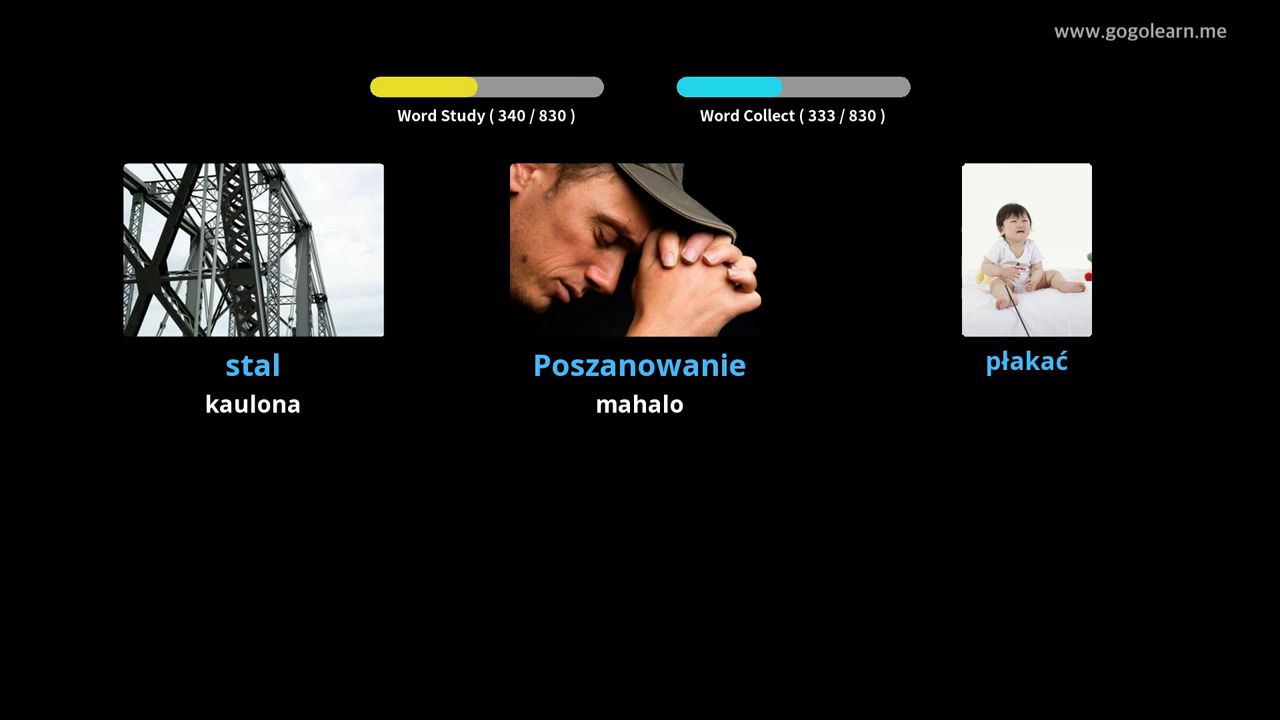 www.gogolearn.me
Word Study ( 340 / 830 )
Word Collect ( 333 / 830 )
stal
kaulona
Poszanowanie
mahalo
płakać